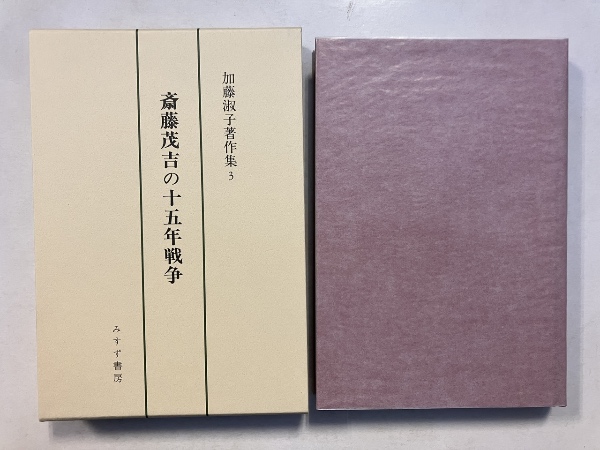 加藤淑子著作集3
斎藤茂吉の十五年戦争
みすず書房